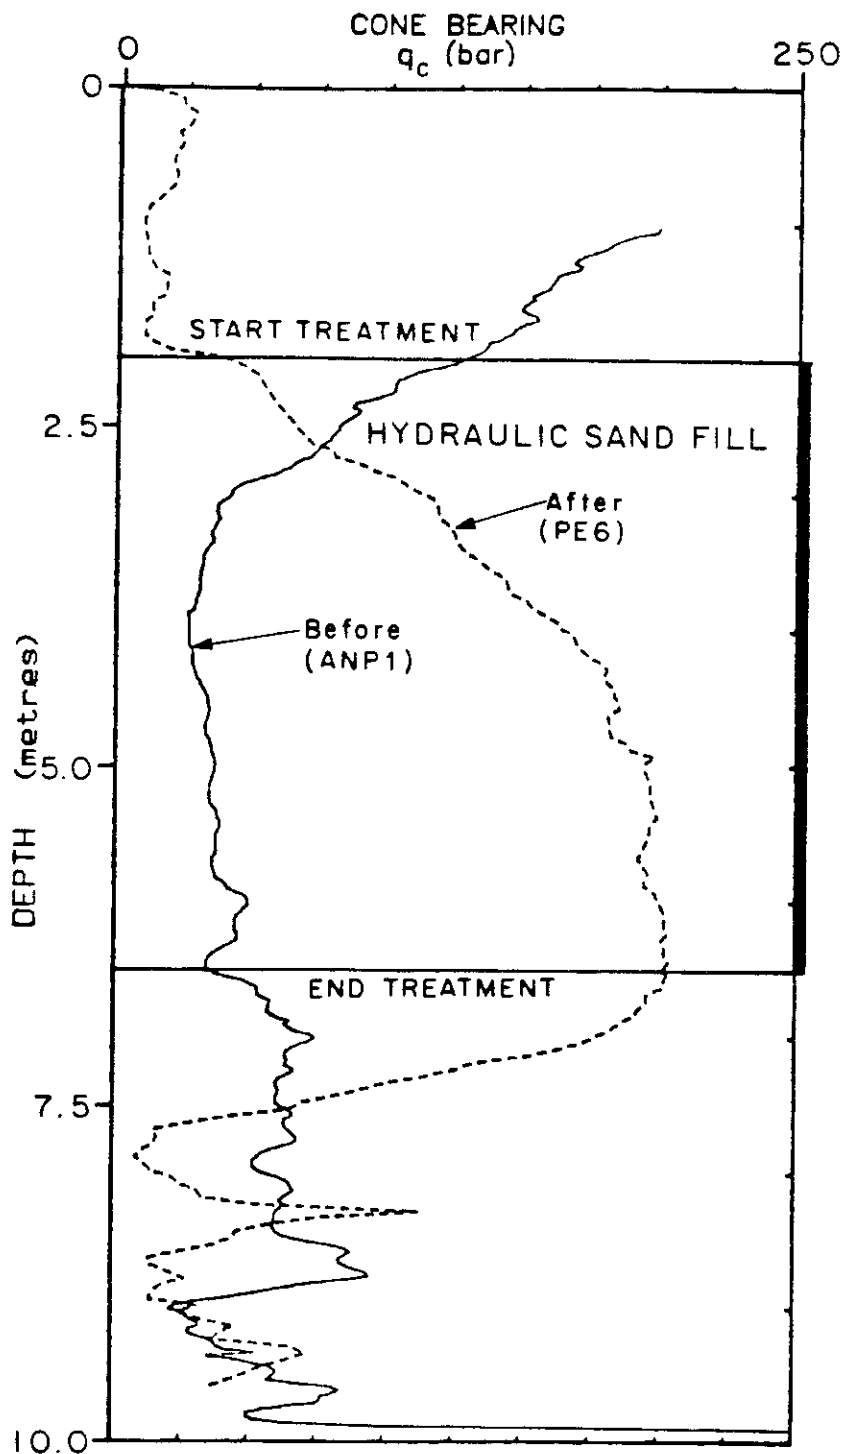 CONE BEARING
0 q_c (bar) 250
0
START TREATMENT
2.5
HYDRAULIC SAND FILL
After
(PE6)
Before
(ANP1)
DEPTH (metres)
5.0
END TREATMENT
7.5
10.0